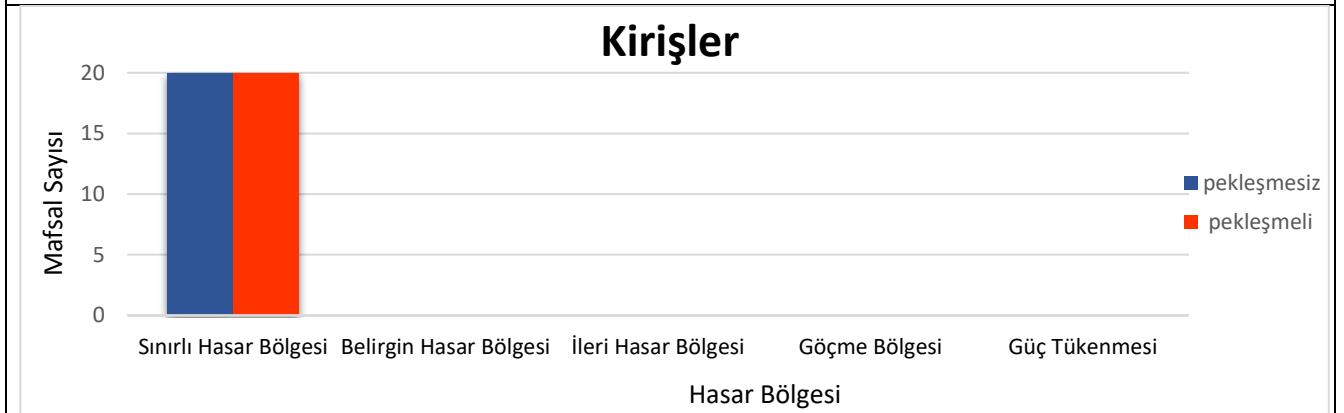 Kirişler
20
15
10
5
0
Mafsal Sayısı
Sınırlı Hasar Bölgesi Belirgin Hasar Bölgesi İleri Hasar Bölgesi Göçme Bölgesi Güç Tükenmesi
Hasar Bölgesi
pekleşmesiz
pekleşmeli